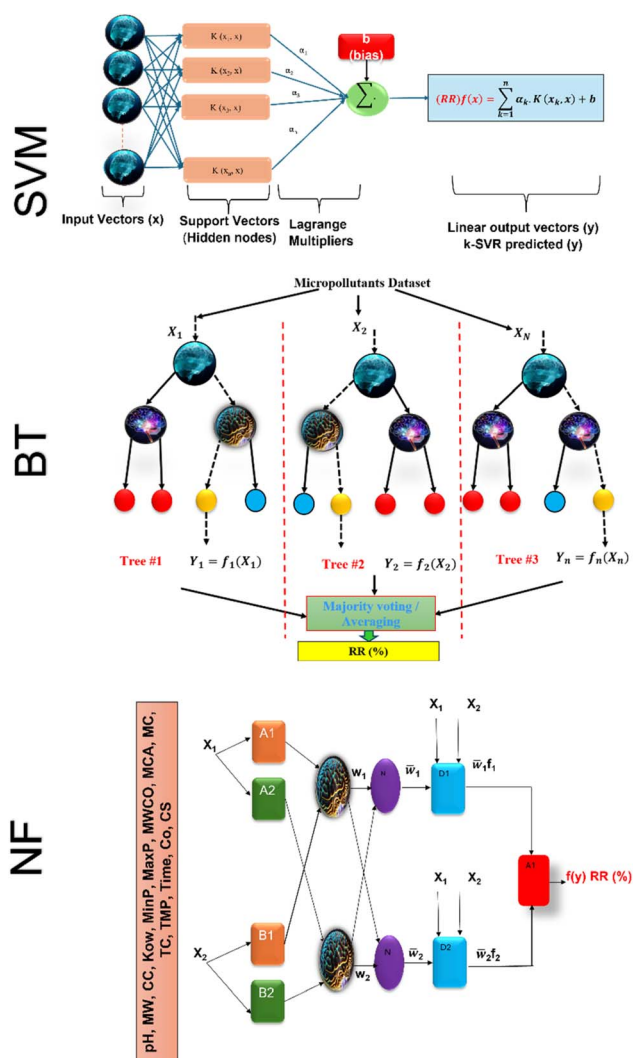 SVM
K (x₁, x)
K (x₂, x)
K (x₃, x)
K (xₙ, x)
α₁
α₂
α₃
b
(bias)
∑.
(RR)f(x) = ∑ₖ₌₁ⁿ αₖ. K (xₖ, x) + b
Input Vectors (x)
Support Vectors
(Hidden nodes)
Lagrange
Multipliers
Linear output vectors (y)
k-SVR predicted (y)
BT
Micropollutants Dataset
X₁
X₂
X_N
Tree #1
Y₁ = f₁(X₁)
Tree #2
Y₂ = f₂(X₂)
Tree #3
Yₙ = fₙ(Xₙ)
Majority voting /
Averaging
RR (%)
NF
pH, MW, CC, Kow, MinP, MaxP, MWCO, MCA, MC,
TC, TMP, Time, Co, CS
X₁
X₂
A1
A2
B1
B2
w₁
w₂
N
N
w̅₁
w̅₂
X₁
X₂
D1
w̅₁f₁
X₁
X₂
D2
w̅₂f₂
A1
f(y) RR (%)